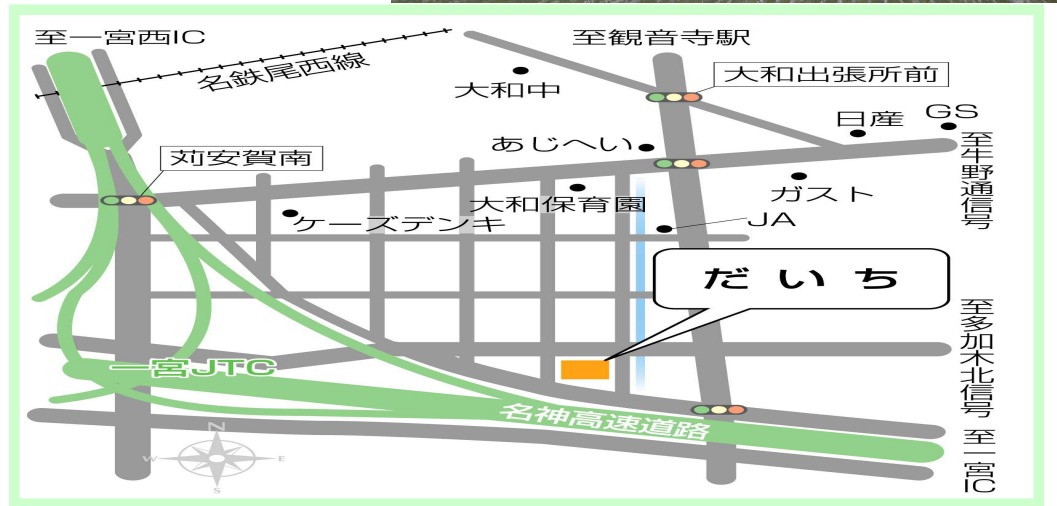 至一宮西IC
名鉄尾西線
至観音寺駅
大和中
大和出張所前
日産
GS
あじへい
至牛野通信号
苅安賀南
大和保育園
ガスト
ケーズデンキ
JA
だいち
至多加木北信号
一宮JTC
名神高速道路
至一宮IC
N
W
E
S